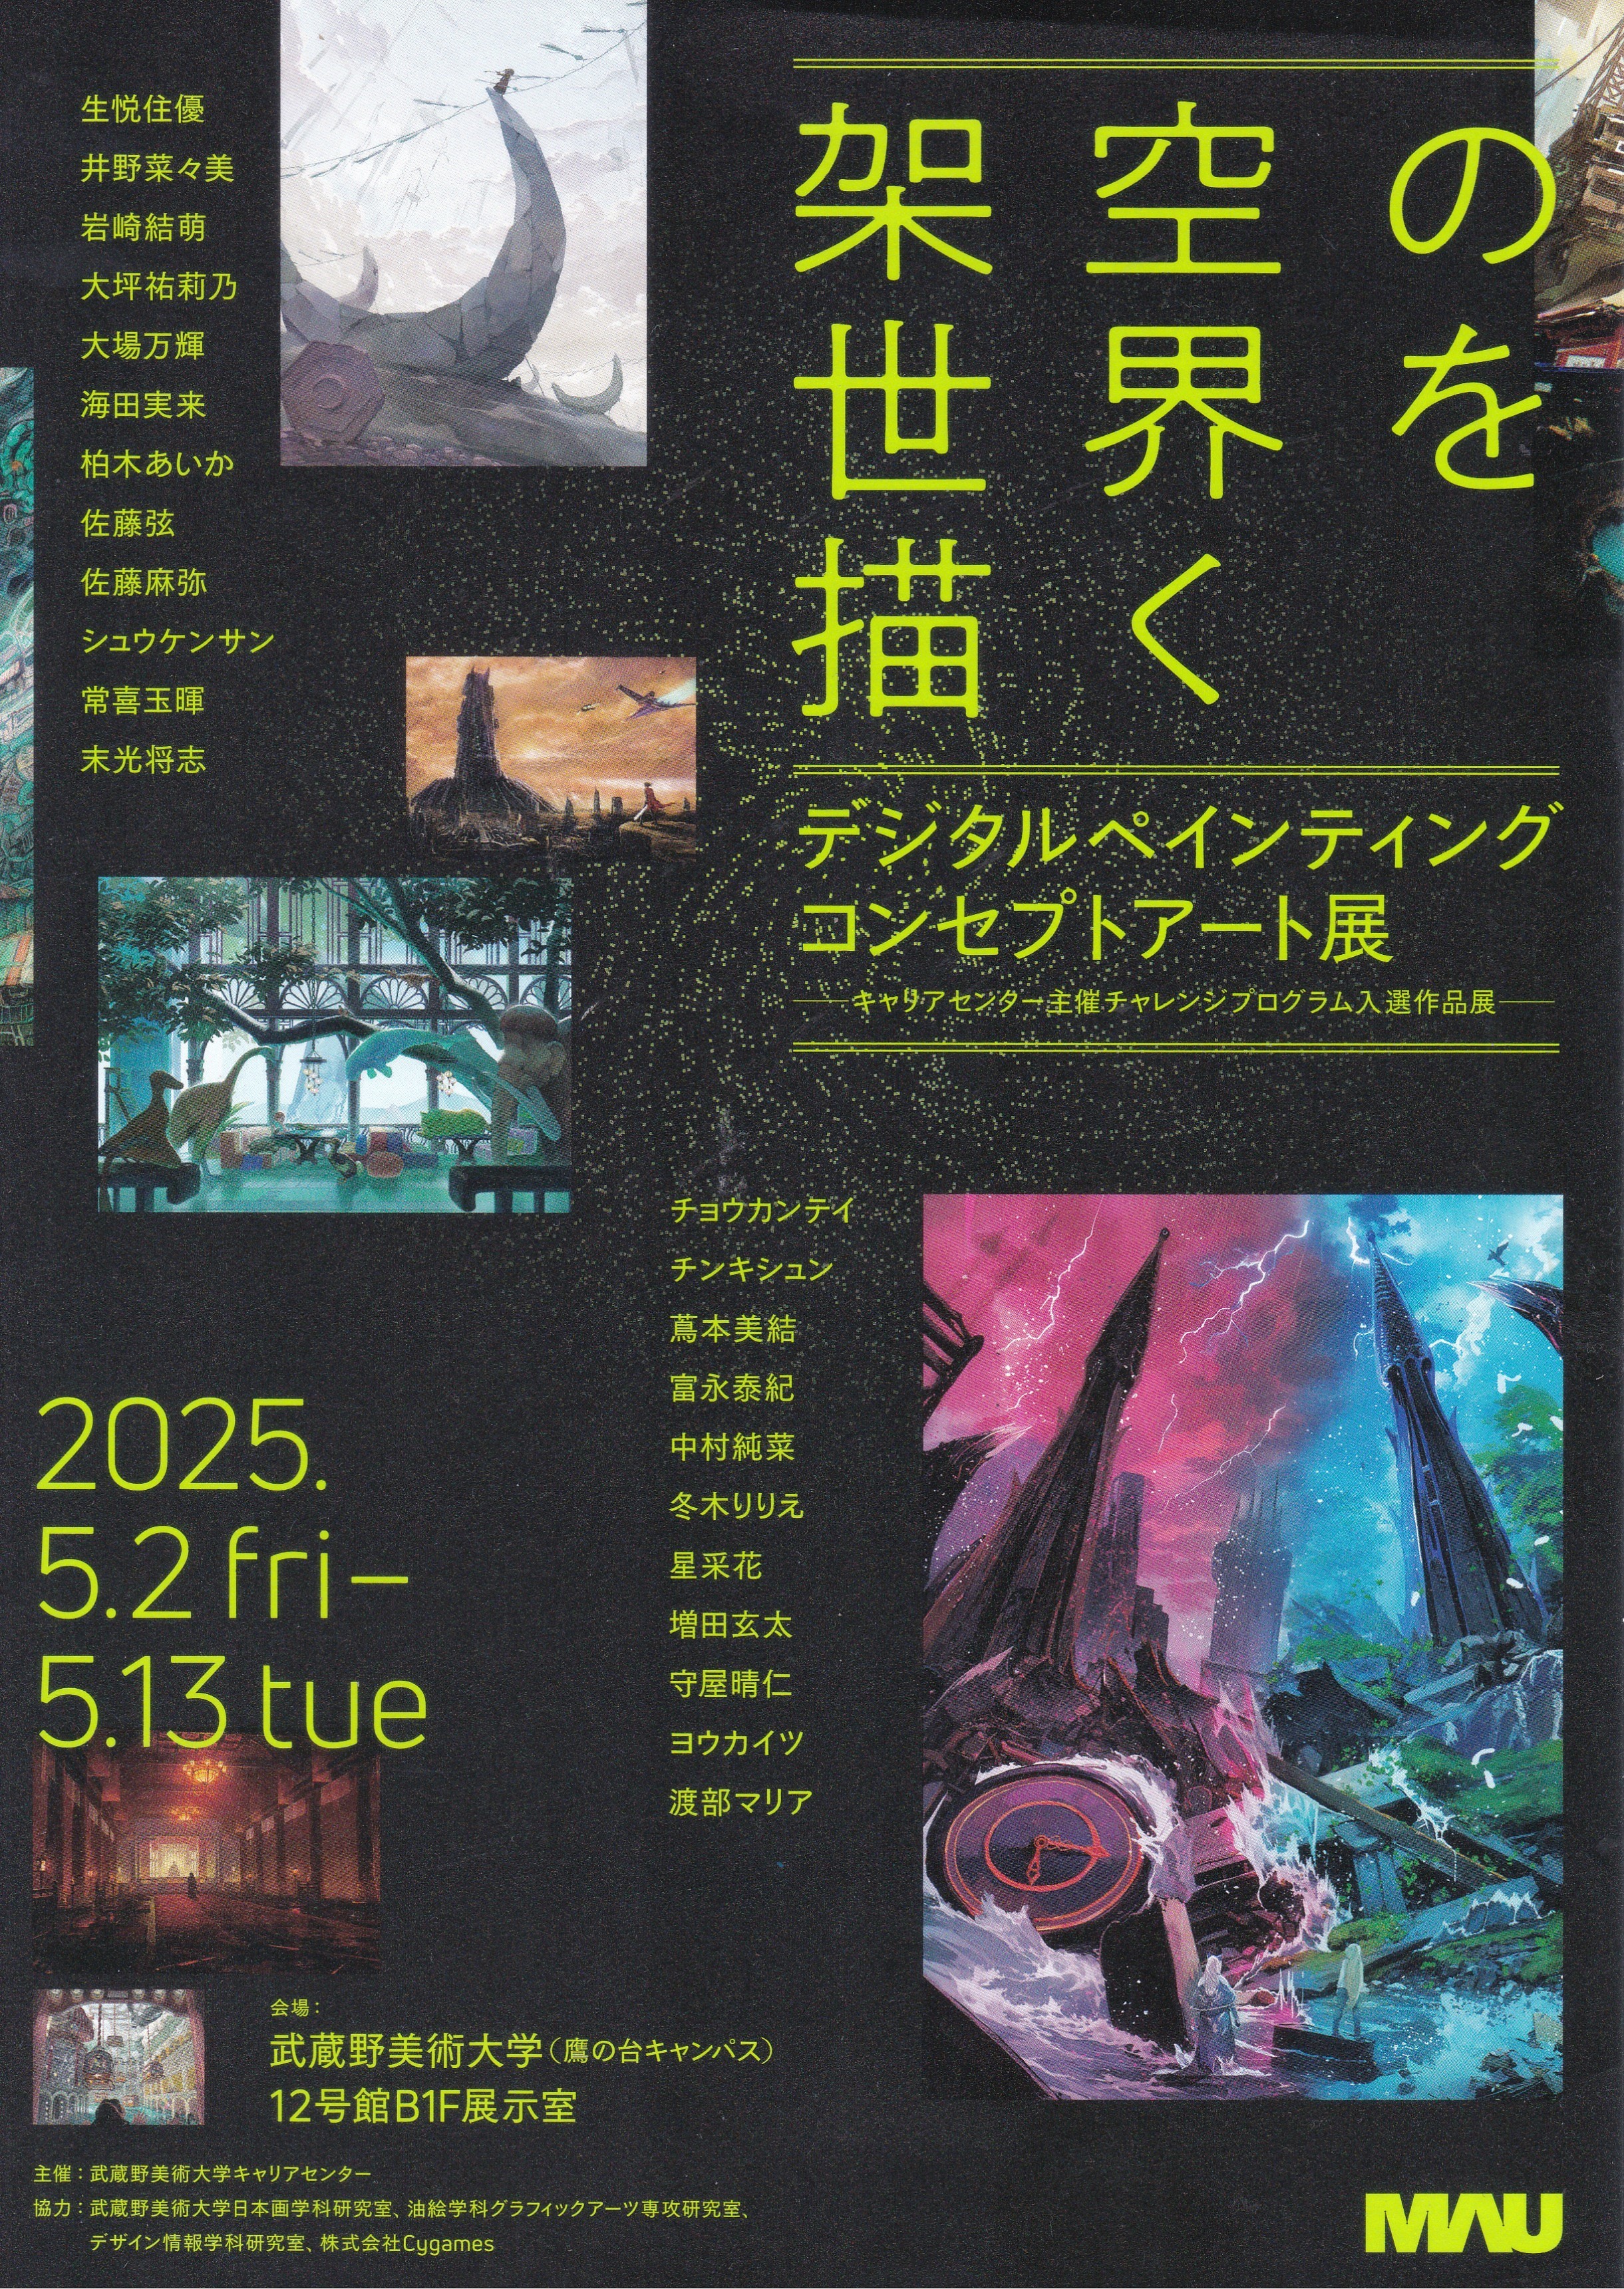 架空の
世界を
描く
デジタルペインティング
コンセプトアート展
キャリアセンター主催チャレンジプログラム入選作品展
生悦住優
井野菜々美
岩崎結萌
大坪祐莉乃
大場万輝
海田実来
柏木あいか
佐藤弦
佐藤麻弥
シュウケンサン
常喜玉暉
末光将志
チョウカンテイ
チンキシュン
蔦本美結
富永泰紀
中村純菜
冬木りりえ
星采花
増田玄太
守屋晴仁
ヨウカイツ
渡部マリア
2025.
5.2 fri–
5.13 tue
会場：
武蔵野美術大学（鷹の台キャンパス）
12号館B1F展示室
主催：武蔵野美術大学キャリアセンター
協力：武蔵野美術大学日本画学科研究室、油絵学科グラフィックアーツ専攻研究室、
デザイン情報学科研究室、株式会社Cygames
MAU